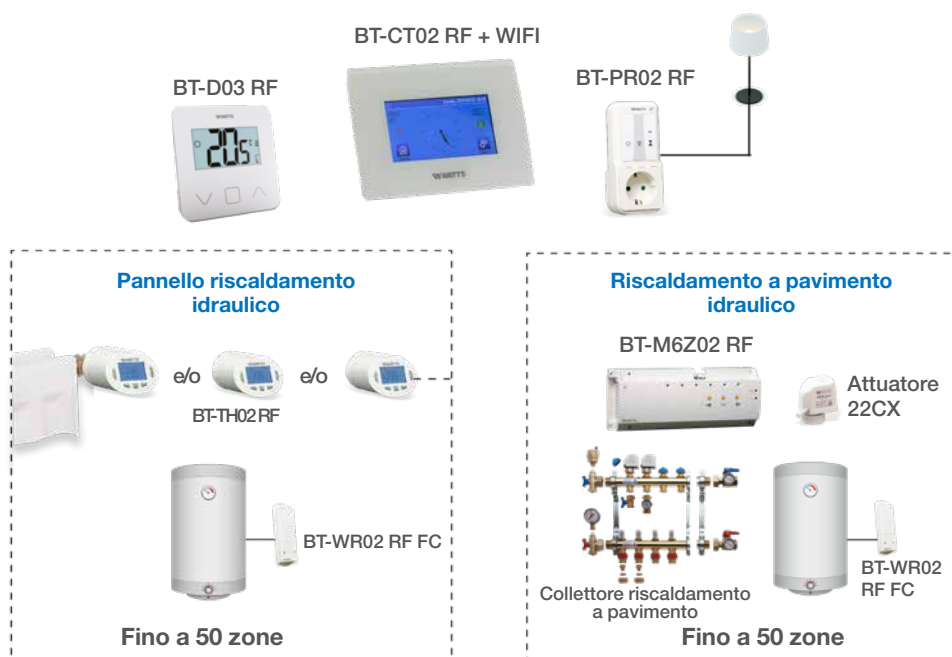 BT-CT02 RF + WIFI
BT-D03 RF
BT-PR02 RF
WATTS
20.5
WATTS
Pannello riscaldamento
idraulico
e/o
e/o
BT-TH02 RF
BT-WR02 RF FC
Fino a 50 zone
Riscaldamento a pavimento
idraulico
BT-M6Z02 RF
Attuatore
22CX
Collettore riscaldamento
a pavimento
BT-WR02
RF FC
Fino a 50 zone